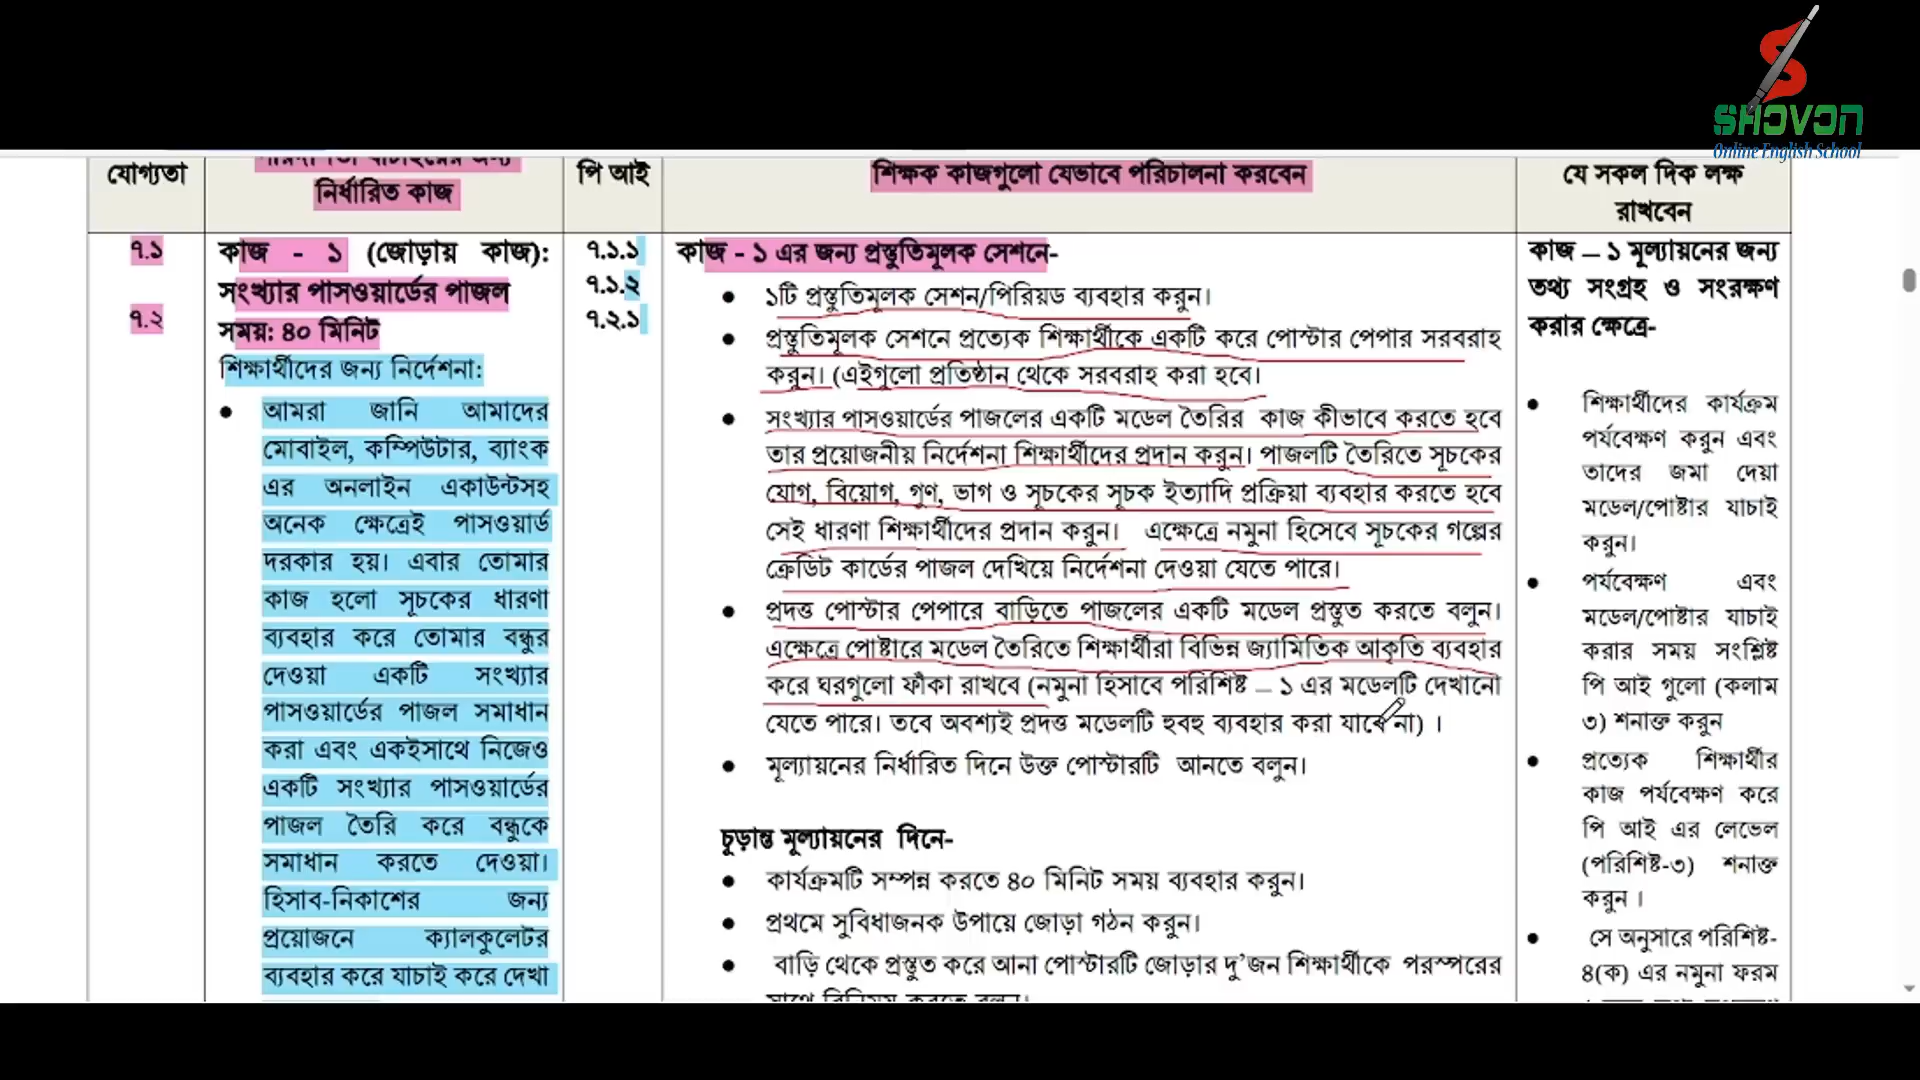 SHOVON
Online English School
যোগ্যতা
নির্ধারিত কাজ
পি আই
শিক্ষক কাজগুলো যেভাবে পরিচালনা করবেন
যে সকল দিক লক্ষ
রাখবেন
৭.১
৭.২
কাজ - ১ (জোড়ায় কাজ):
সংখ্যার পাসওয়ার্ডের পাজল
সময়: ৪০ মিনিট
শিক্ষার্থীদের জন্য নির্দেশনা:
● আমরা জানি আমাদের
মোবাইল, কম্পিউটার, ব্যাংক
এর অনলাইন একাউন্টসহ
অনেক ক্ষেত্রেই পাসওয়ার্ড
দরকার হয়। এবার তোমার
কাজ হলো সূচকের ধারণা
ব্যবহার করে তোমার বন্ধুর
দেওয়া একটি সংখ্যার
পাসওয়ার্ডের পাজল সমাধান
করা এবং একইসাথে নিজেও
একটি সংখ্যার পাসওয়ার্ডের
পাজল তৈরি করে বন্ধুকে
সমাধান করতে দেওয়া।
হিসাব-নিকাশের জন্য
প্রয়োজনে ক্যালকুলেটর
ব্যবহার করে যাচাই করে দেখা
৭.১.১
৭.১.২
৭.২.১
কাজ - ১ এর জন্য প্রস্তুতিমূলক সেশনে-
● ১টি প্রস্তুতিমূলক সেশন/পিরিয়ড ব্যবহার করুন।
● প্রস্তুতিমূলক সেশনে প্রত্যেক শিক্ষার্থীকে একটি করে পোস্টার পেপার সরবরাহ
করুন। (এইগুলো প্রতিষ্ঠান থেকে সরবরাহ করা হবে।
● সংখ্যার পাসওয়ার্ডের পাজলের একটি মডেল তৈরির কাজ কীভাবে করতে হবে
তার প্রয়োজনীয় নির্দেশনা শিক্ষার্থীদের প্রদান করুন। পাজলটি তৈরিতে সূচকের
যোগ, বিয়োগ, গুণ, ভাগ ও সূচকের সূচক ইত্যাদি প্রক্রিয়া ব্যবহার করতে হবে
সেই ধারণা শিক্ষার্থীদের প্রদান করুন। এক্ষেত্রে নমুনা হিসেবে সূচকের গল্পের
ক্রেডিট কার্ডের পাজল দেখিয়ে নির্দেশনা দেওয়া যেতে পারে।
● প্রদত্ত পোস্টার পেপারে বাড়িতে পাজলের একটি মডেল প্রস্তুত করতে বলুন।
এক্ষেত্রে পোষ্টারে মডেল তৈরিতে শিক্ষার্থীরা বিভিন্ন জ্যামিতিক আকৃতি ব্যবহার
করে ঘরগুলো ফাঁকা রাখবে (নমুনা হিসাবে পরিশিষ্ট – ১ এর মডেলটি দেখানো
যেতে পারে। তবে অবশ্যই প্রদত্ত মডেলটি হুবহু ব্যবহার করা যাবে না) ।
● মূল্যায়নের নির্ধারিত দিনে উক্ত পোস্টারটি আনতে বলুন।
চূড়ান্ত মূল্যায়নের দিনে-
● কার্যক্রমটি সম্পন্ন করতে ৪০ মিনিট সময় ব্যবহার করুন।
● প্রথমে সুবিধাজনক উপায়ে জোড়া গঠন করুন।
● বাড়ি থেকে প্রস্তুত করে আনা পোস্টারটি জোড়ার দু’জন শিক্ষার্থীকে পরস্পরের
কাজ – ১ মূল্যায়নের জন্য
তথ্য সংগ্রহ ও সংরক্ষণ
করার ক্ষেত্রে-
● শিক্ষার্থীদের কার্যক্রম
পর্যবেক্ষণ করুন এবং
তাদের জমা দেয়া
মডেল/পোষ্টার যাচাই
করুন।
● পর্যবেক্ষণ এবং
মডেল/পোষ্টার যাচাই
করার সময় সংশ্লিষ্ট
পি আই গুলো (কলাম
৩) শনাক্ত করুন
● প্রত্যেক শিক্ষার্থীর
কাজ পর্যবেক্ষণ করে
পি আই এর লেভেল
(পরিশিষ্ট-৩) শনাক্ত
করুন ।
● সে অনুসারে পরিশিষ্ট-
৪(ক) এর নমুনা ফরম